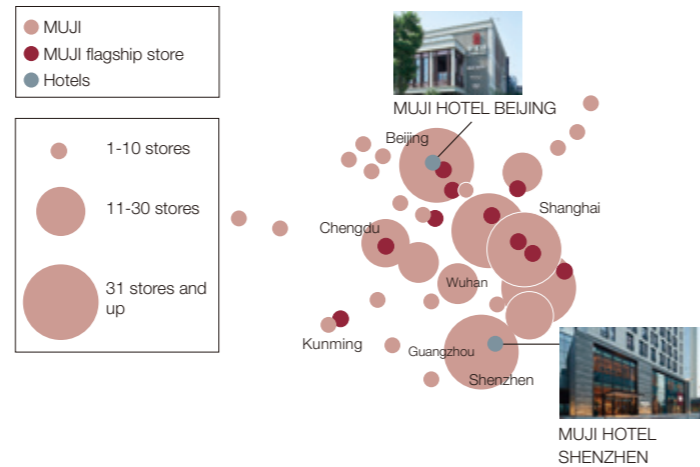 MUJI
MUJI flagship store
Hotels
1-10 stores
11-30 stores
31 stores and
up
MUJI HOTEL BEIJING
Beijing
Shanghai
Chengdu
Wuhan
Kunming
Guangzhou
Shenzhen
MUJI HOTEL
SHENZHEN